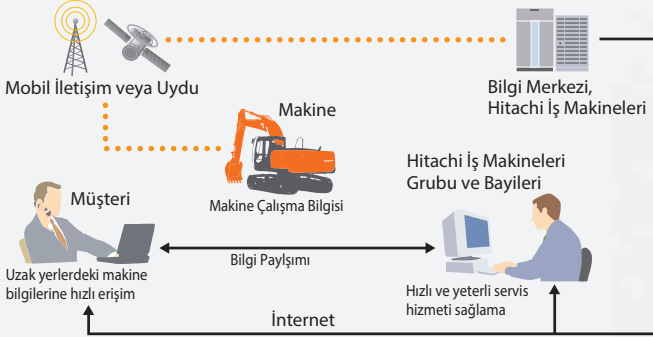 Mobil İletişim veya Uydu
Bilgi Merkezi,
Hitachi İş Makineleri
Makine
Makine Çalışma Bilgisi
Hitachi İş Makineleri
Grubu ve Bayileri
Müşteri
Bilgi Paylşımı
Uzak yerlerdeki makine
bilgilerine hızlı erişim
Hızlı ve yeterli servis
hizmeti sağlama
İnternet